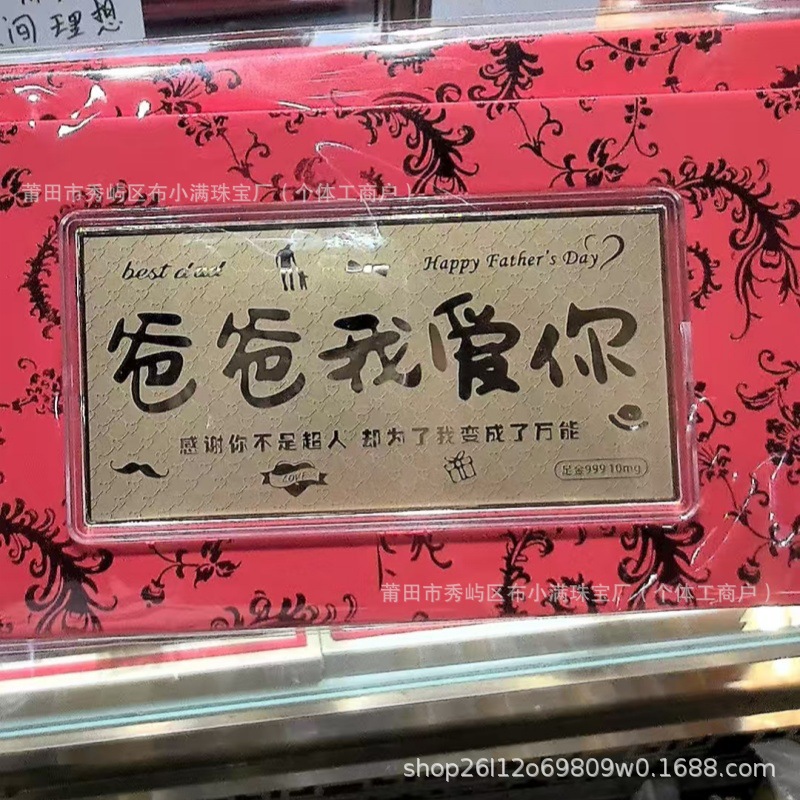 间理想
莆田市秀屿区布小满珠宝厂（个体工商户）
best dad
Happy Father's Day
爸爸我爱你
感谢你不是超人 却为了我变成了万能
LOVE
足金999 10mg
莆田市秀屿区布小满珠宝厂（个体工商户）
shop26l12o69809w0.1688.com